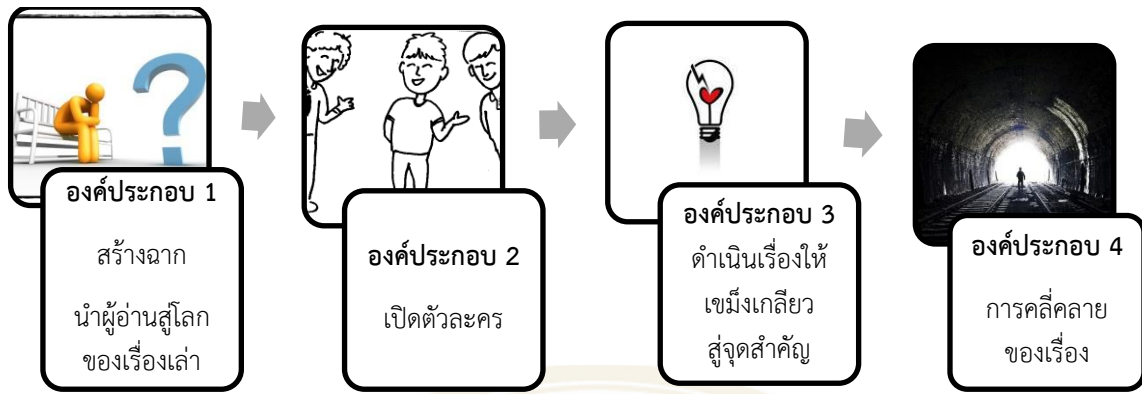 องค์ประกอบ 1
สร้างฉาก
นำผู้อ่านสู่โลก
ของเรื่องเล่า
องค์ประกอบ 2
เปิดตัวละคร
องค์ประกอบ 3
ดำเนินเรื่องให้
เขม็งเกลียว
สู่จุดสำคัญ
องค์ประกอบ 4
การคลี่คลาย
ของเรื่อง